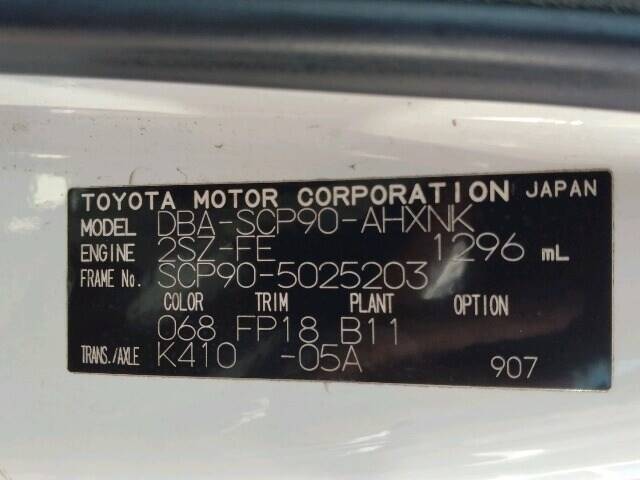 TOYOTA MOTOR CORPORATION JAPAN
MODEL DBA-SCP90-AHXNK
ENGINE 2SZ-FE 1296 mL
FRAME No. SCP90-5025203
COLOR TRIM PLANT OPTION
068 FP18 B11
TRANS./AXLE K410 -05A 907